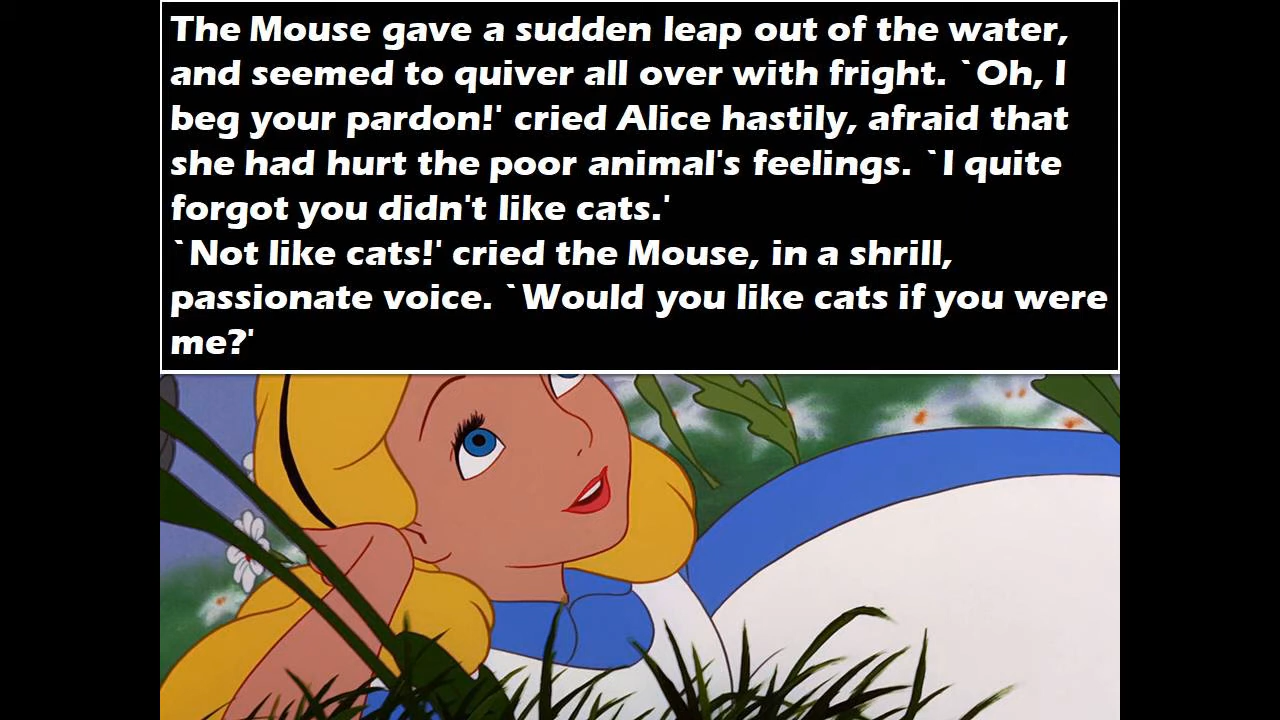 The Mouse gave a sudden leap out of the water,
and seemed to quiver all over with fright. `Oh, I
beg your pardon!' cried Alice hastily, afraid that
she had hurt the poor animal's feelings. `I quite
forgot you didn't like cats.'
`Not like cats!' cried the Mouse, in a shrill,
passionate voice. `Would you like cats if you were
me?'